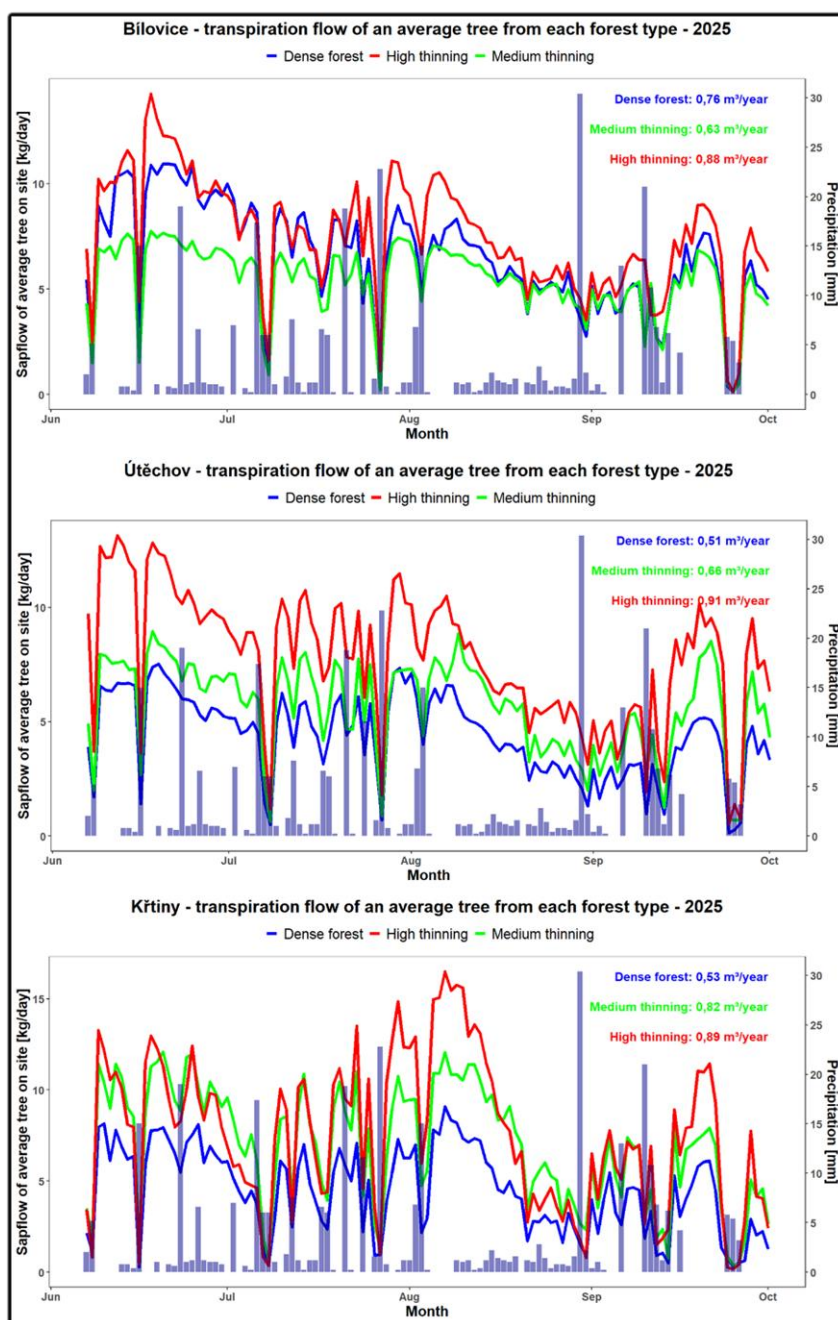 Bílovice - transpiration flow of an average tree from each forest type - 2025
Dense forest High thinning Medium thinning
Dense forest: 0,76 m³/year
Medium thinning: 0,63 m³/year
High thinning: 0,88 m³/year
Sapflow of average tree on site [kg/day]
10
5
0
30
25
20
15
10
5
0
Precipitation [mm]
Jun Jul Aug Sep Oct
Month
Útěchov - transpiration flow of an average tree from each forest type - 2025
Dense forest High thinning Medium thinning
Dense forest: 0,51 m³/year
Medium thinning: 0,66 m³/year
High thinning: 0,91 m³/year
Sapflow of average tree on site [kg/day]
10
5
0
30
25
20
15
10
5
0
Precipitation [mm]
Jun Jul Aug Sep Oct
Month
Křtiny - transpiration flow of an average tree from each forest type - 2025
Dense forest High thinning Medium thinning
Dense forest: 0,53 m³/year
Medium thinning: 0,82 m³/year
High thinning: 0,89 m³/year
Sapflow of average tree on site [kg/day]
15
10
5
0
30
25
20
15
10
5
0
Precipitation [mm]
Jun Jul Aug Sep Oct
Month